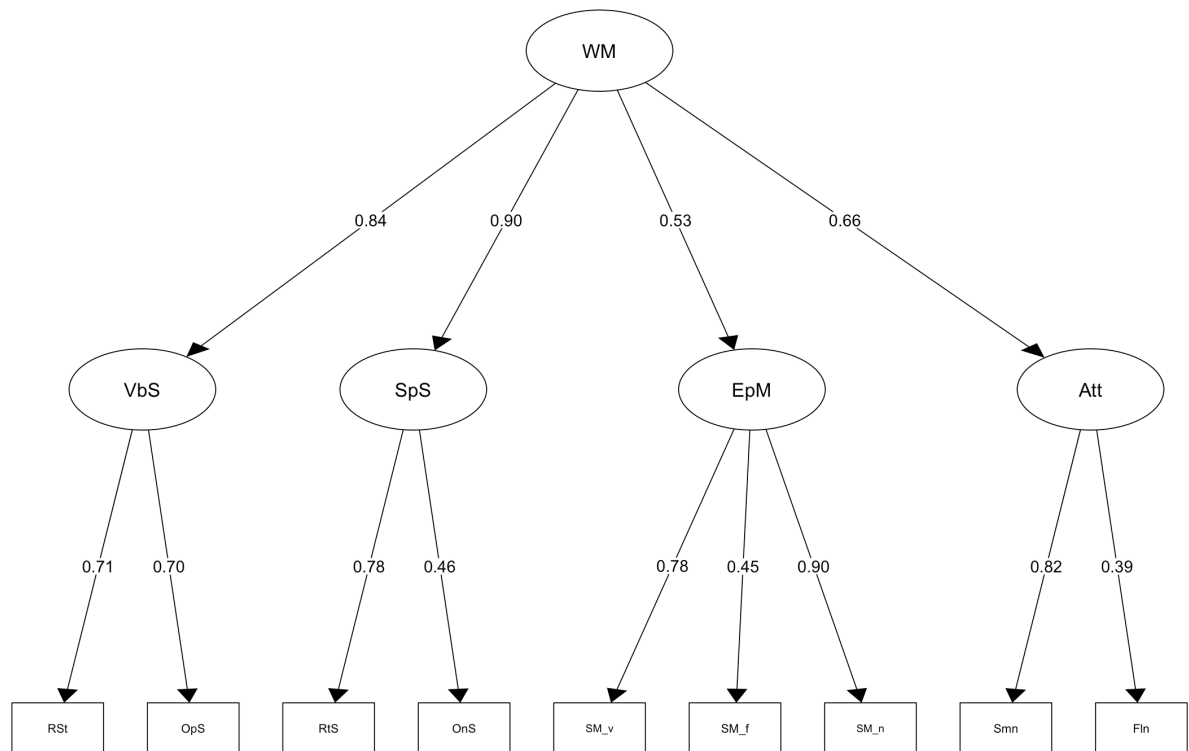 WM
0.84 0.90 0.53 0.66
VbS SpS EpM Att
0.71 0.70 0.78 0.46 0.78 0.45 0.90 0.82 0.39
RSt OpS RtS OnS SM_v SM_f SM_n Smn Fln